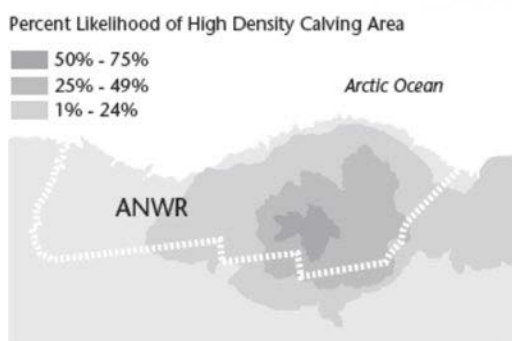 Percent Likelihood of High Density Calving Area
50% - 75%
25% - 49%
1% - 24%
Arctic Ocean
ANWR